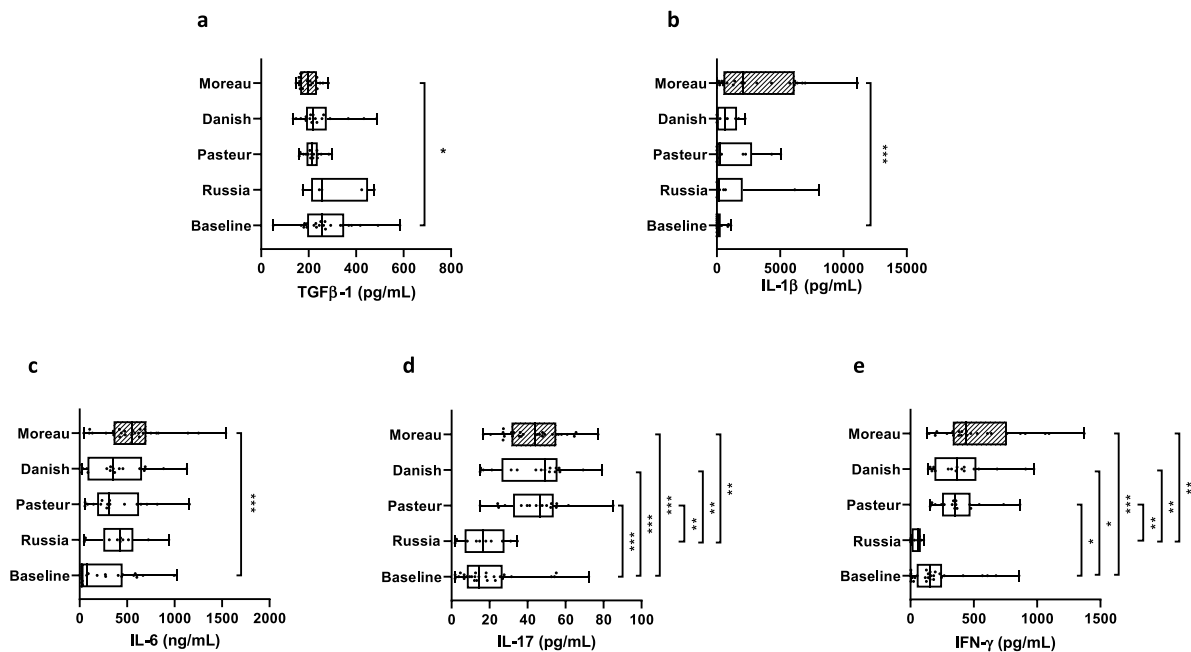 a
Moreau
Danish
Pasteur
Russia
Baseline
*
0 200 400 600 800
TGFβ-1 (pg/mL)
b
Moreau
Danish
Pasteur
Russia
Baseline
***
0 5000 10000 15000
IL-1β (pg/mL)
c
Moreau
Danish
Pasteur
Russia
Baseline
***
0 500 1000 1500 2000
IL-6 (ng/mL)
d
Moreau
Danish
Pasteur
Russia
Baseline
*** *** *** ** ** ** **
0 20 40 60 80 100
IL-17 (pg/mL)
e
Moreau
Danish
Pasteur
Russia
Baseline
* * *** ** ** ** **
0 500 1000 1500
IFN-γ (pg/mL)